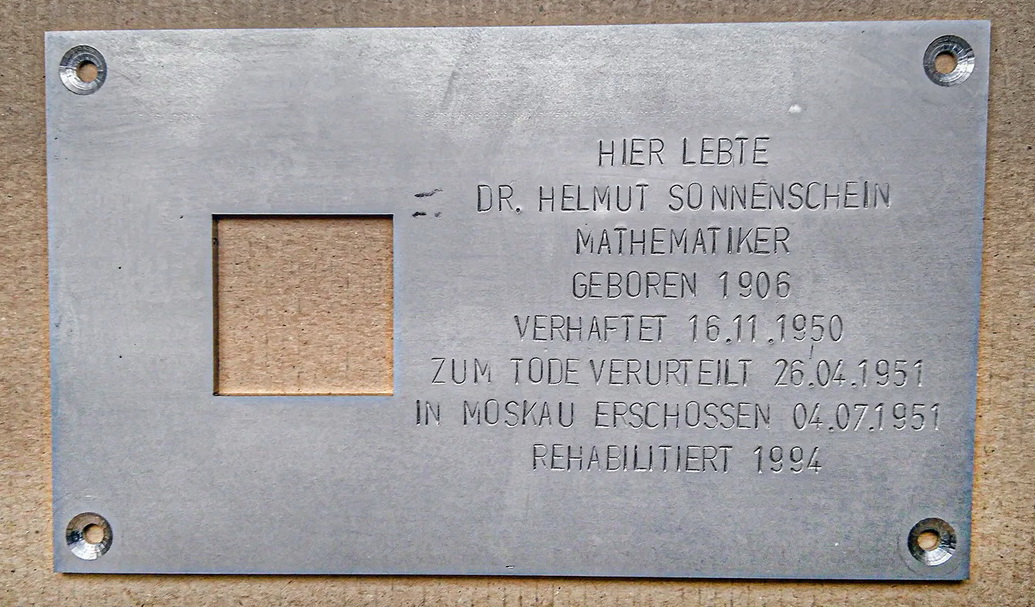 HIER LEBTE
DR. HELMUT SONNENSCHEIN
MATHEMATIKER
GEBOREN 1906
VERHAFTET 16.11.1950
ZUM TODE VERURTEILT 26.04.1951
IN MOSKAU ERSCHOSSEN 04.07.1951
REHABILITIERT 1994